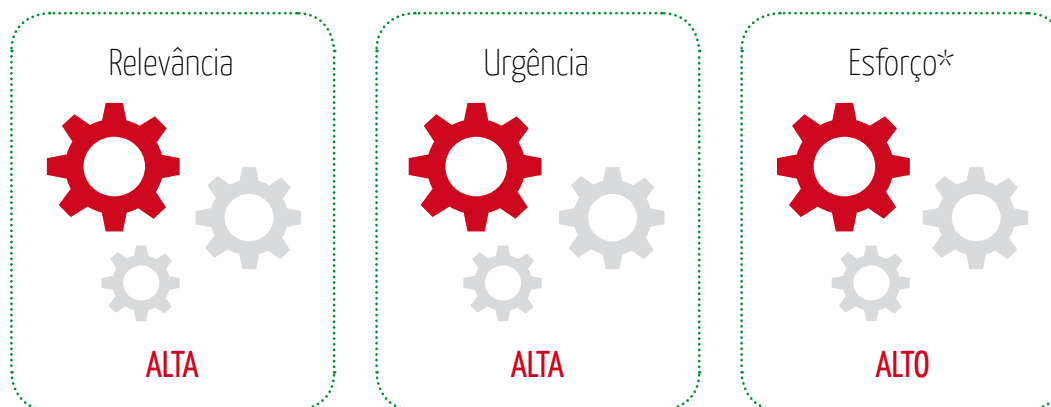 Relevância
ALTA
Urgência
ALTA
Esforço*
ALTO